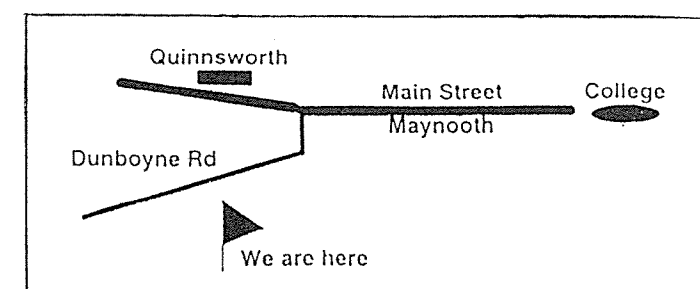 Quinnsworth
Main Street
College
Maynooth
Dunboyne Rd
We are here